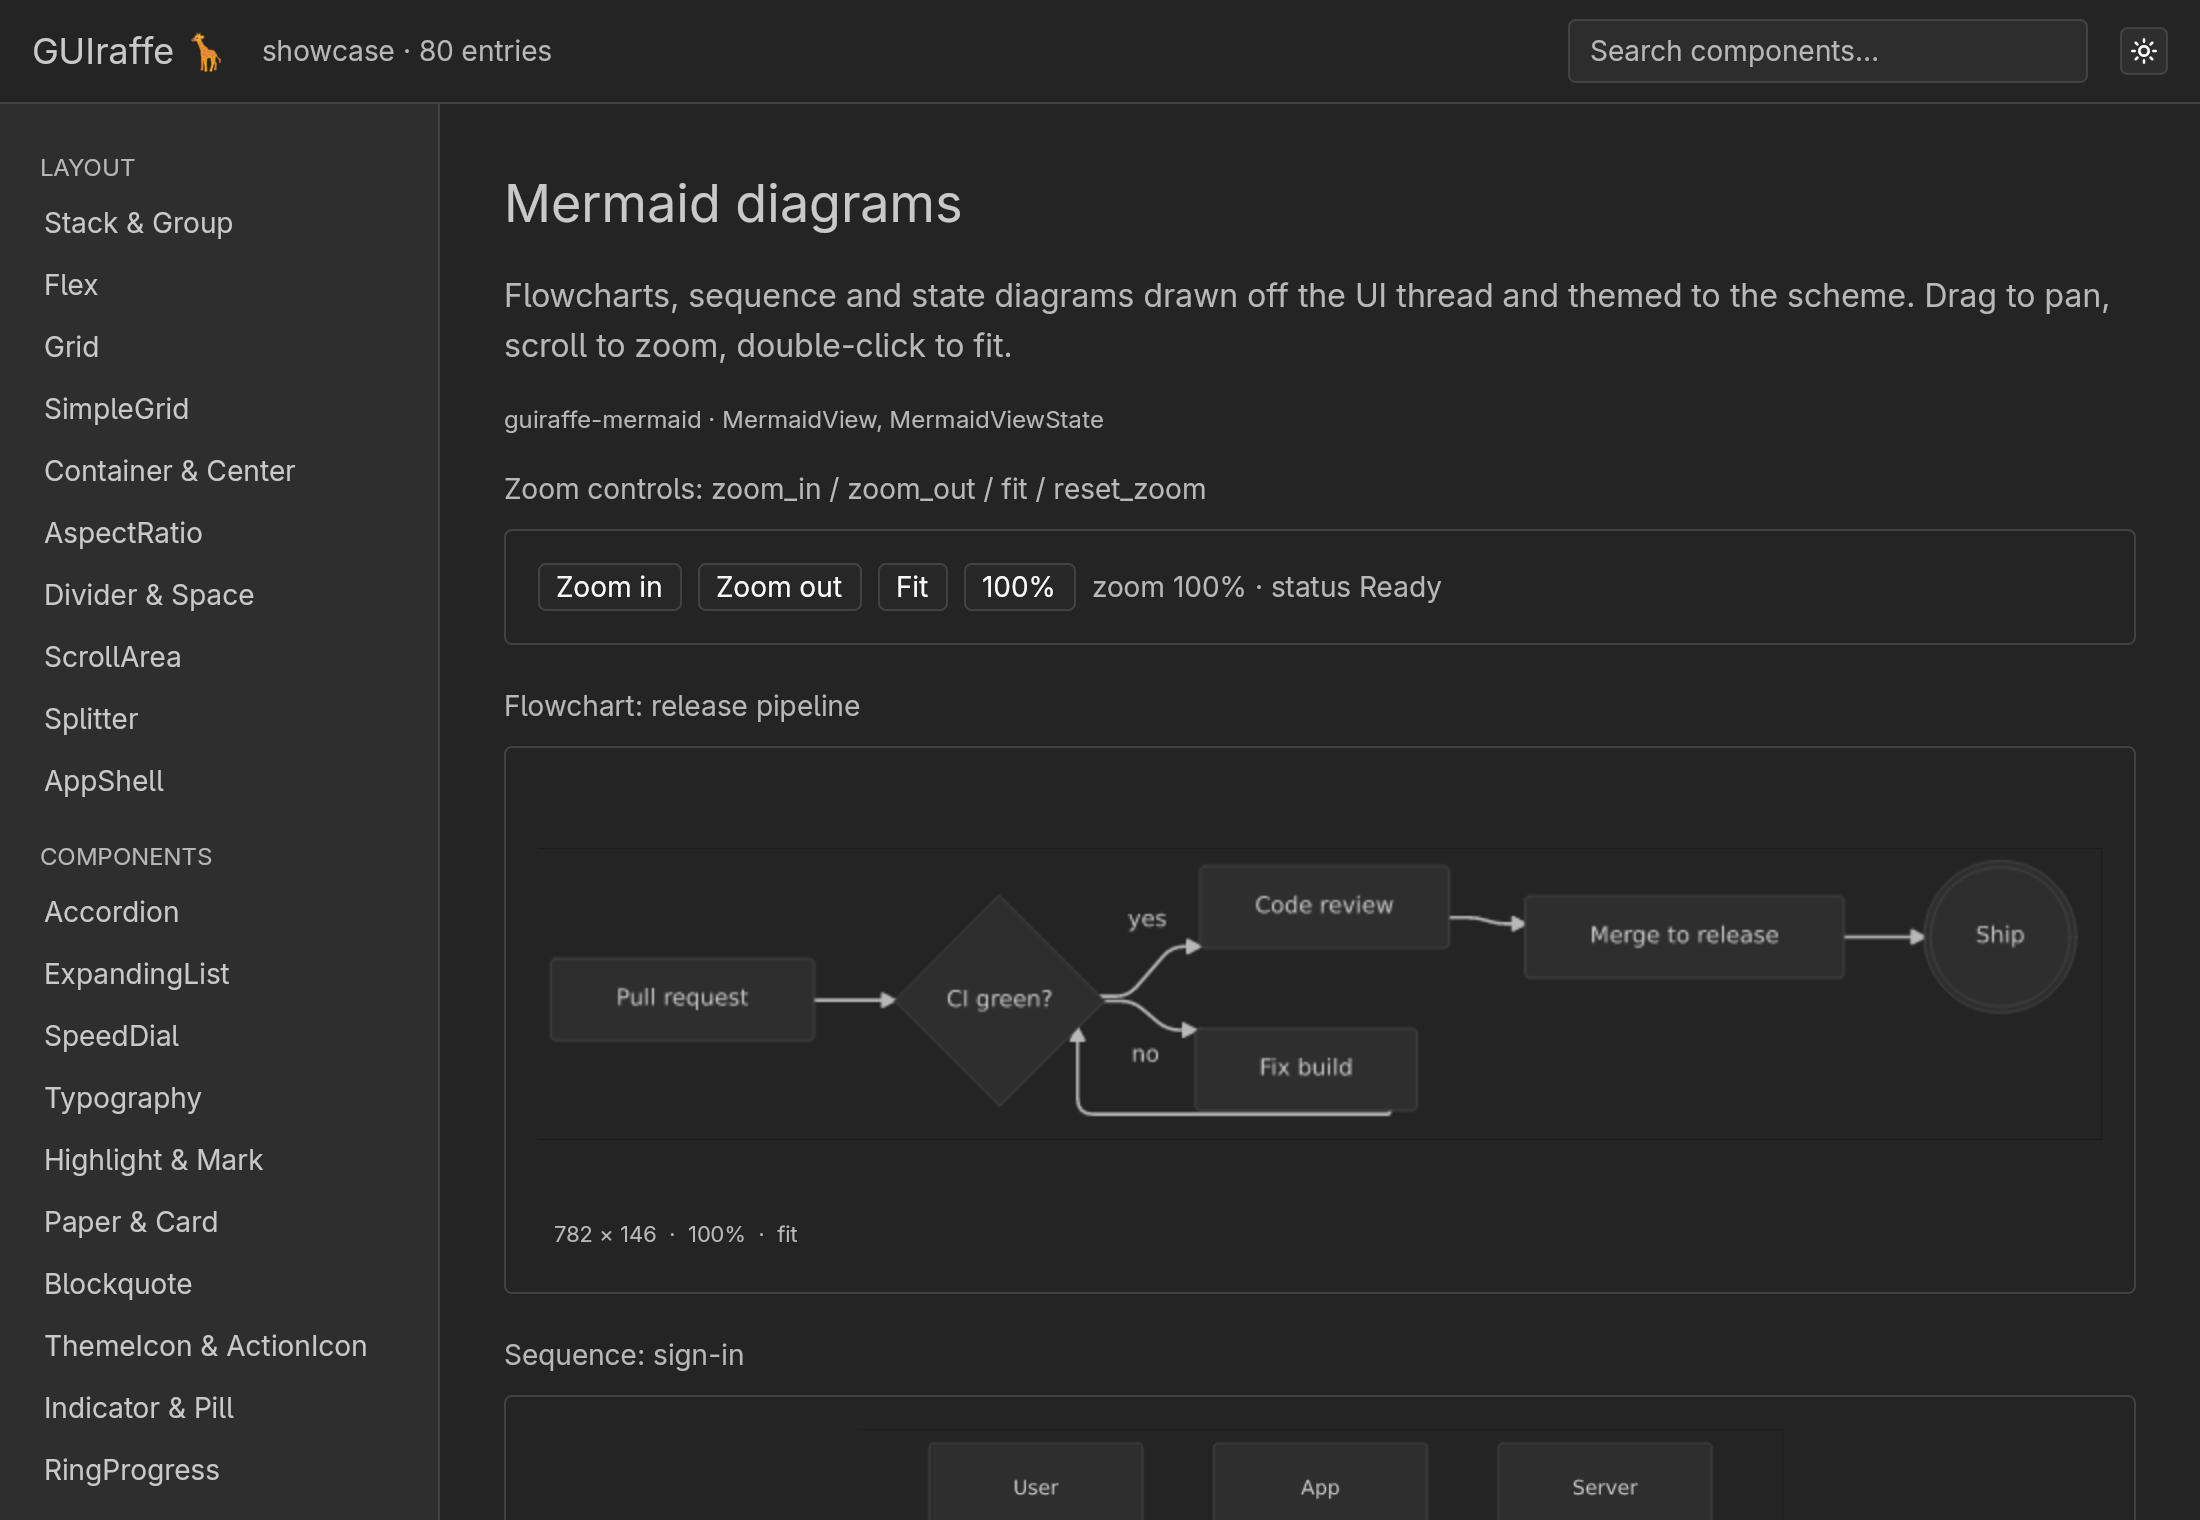 GUIraffe 🦒 showcase · 80 entries
Search components...
LAYOUT
Stack & Group
Flex
Grid
SimpleGrid
Container & Center
AspectRatio
Divider & Space
ScrollArea
Splitter
AppShell
COMPONENTS
Accordion
ExpandingList
SpeedDial
Typography
Highlight & Mark
Paper & Card
Blockquote
ThemeIcon & ActionIcon
Indicator & Pill
RingProgress
Mermaid diagrams
Flowcharts, sequence and state diagrams drawn off the UI thread and themed to the scheme. Drag to pan,
scroll to zoom, double-click to fit.
guiraffe-mermaid · MermaidView, MermaidViewState
Zoom controls: zoom_in / zoom_out / fit / reset_zoom
Zoom in Zoom out Fit 100% zoom 100% · status Ready
Flowchart: release pipeline
Pull request
CI green?
yes
no
Code review
Fix build
Merge to release
Ship
782 × 146 · 100% · fit
Sequence: sign-in
User App Server